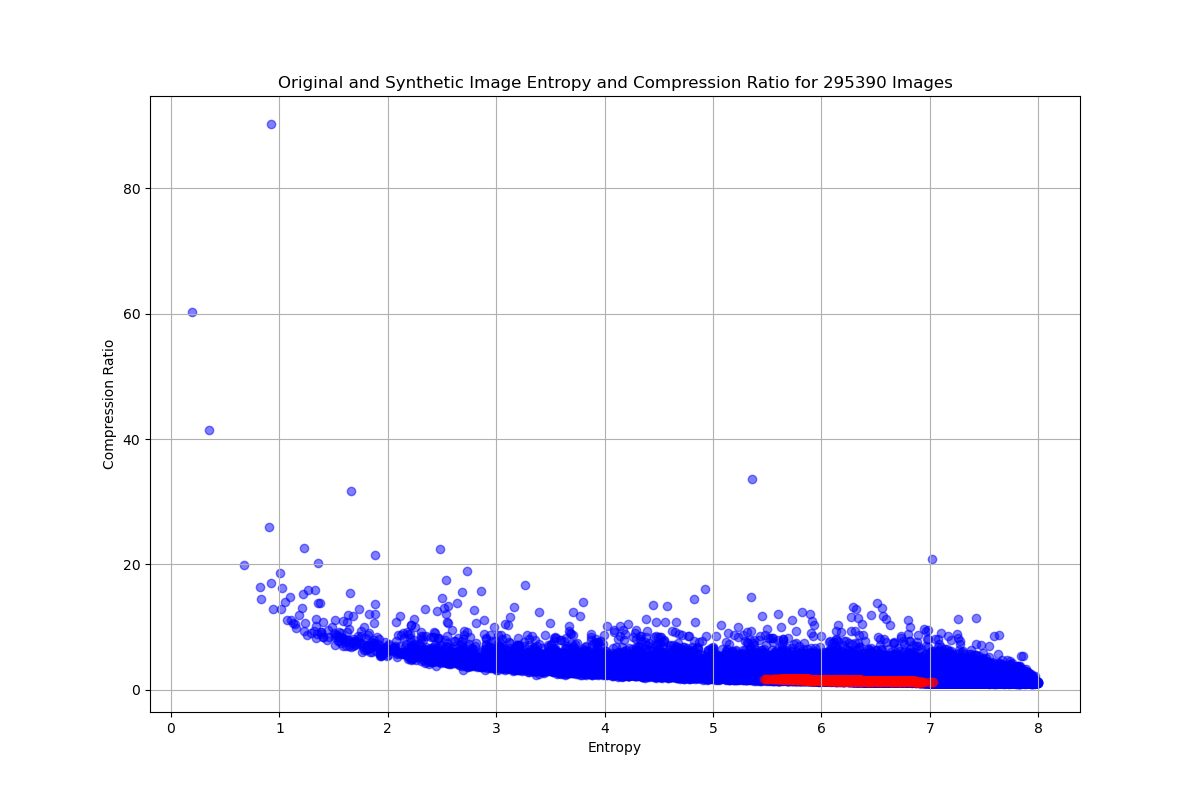 Original and Synthetic Image Entropy and Compression Ratio for 295390 Images
80
60
40
20
0
Compression Ratio
0 1 2 3 4 5 6 7 8
Entropy